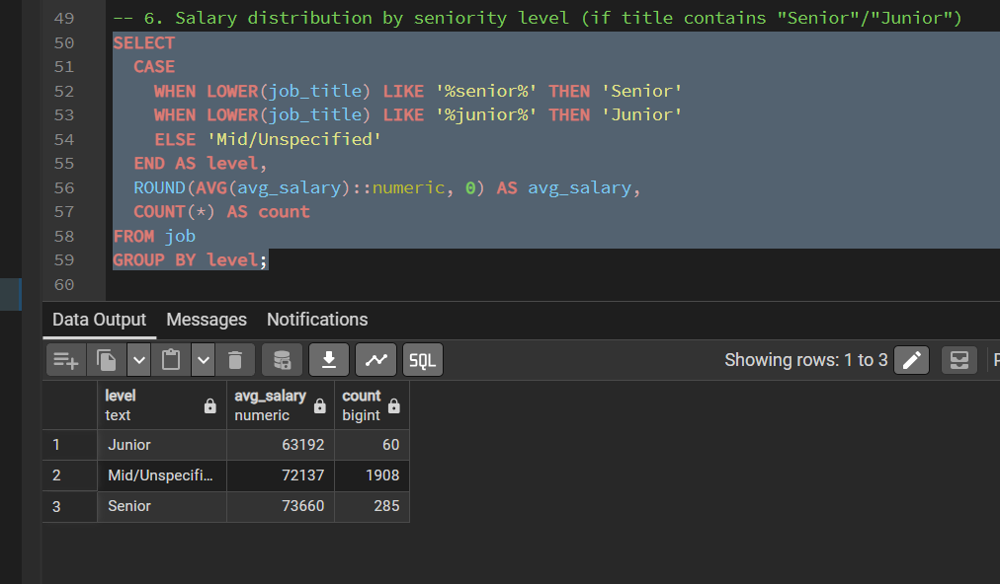 49 -- 6. Salary distribution by seniority level (if title contains "Senior"/"Junior")
50 SELECT
51 CASE
52 WHEN LOWER(job_title) LIKE '%senior%' THEN 'Senior'
53 WHEN LOWER(job_title) LIKE '%junior%' THEN 'Junior'
54 ELSE 'Mid/Unspecified'
55 END AS level,
56 ROUND(AVG(avg_salary)::numeric, 0) AS avg_salary,
57 COUNT(*) AS count
58 FROM job
59 GROUP BY level;
60
Data Output Messages Notifications
SQL Showing rows: 1 to 3
level avg_salary count
text numeric bigint
1 Junior 63192 60
2 Mid/Unspecifi... 72137 1908
3 Senior 73660 285